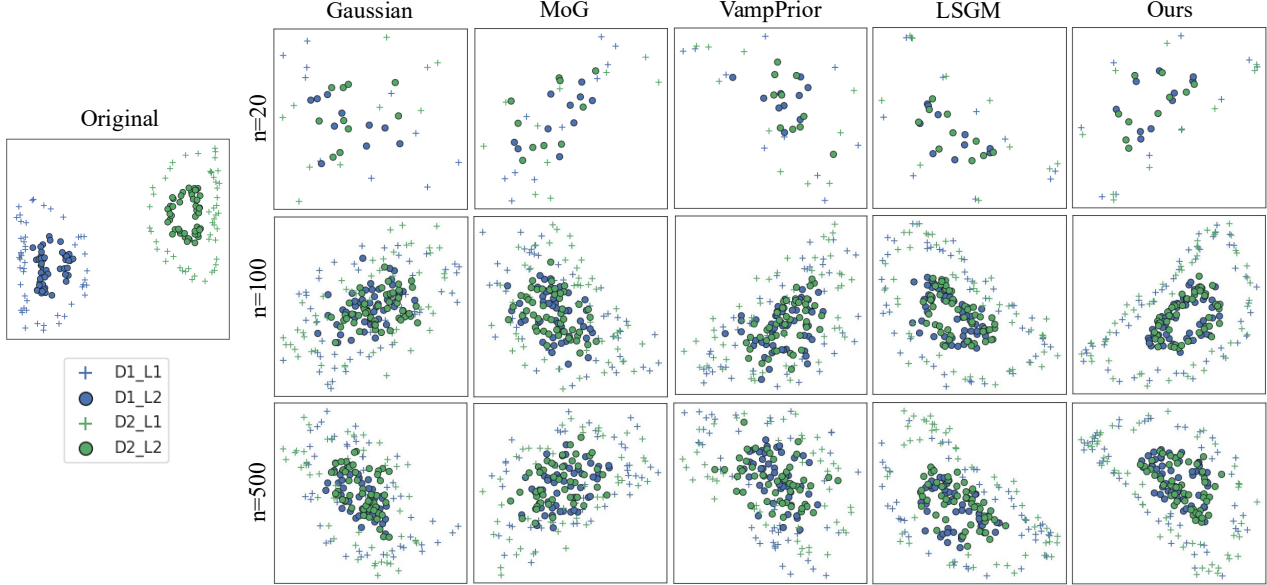 Gaussian MoG VampPrior LSGM Ours
n=20
Original
n=100
D1_L1
D1_L2
D2_L1
D2_L2
n=500